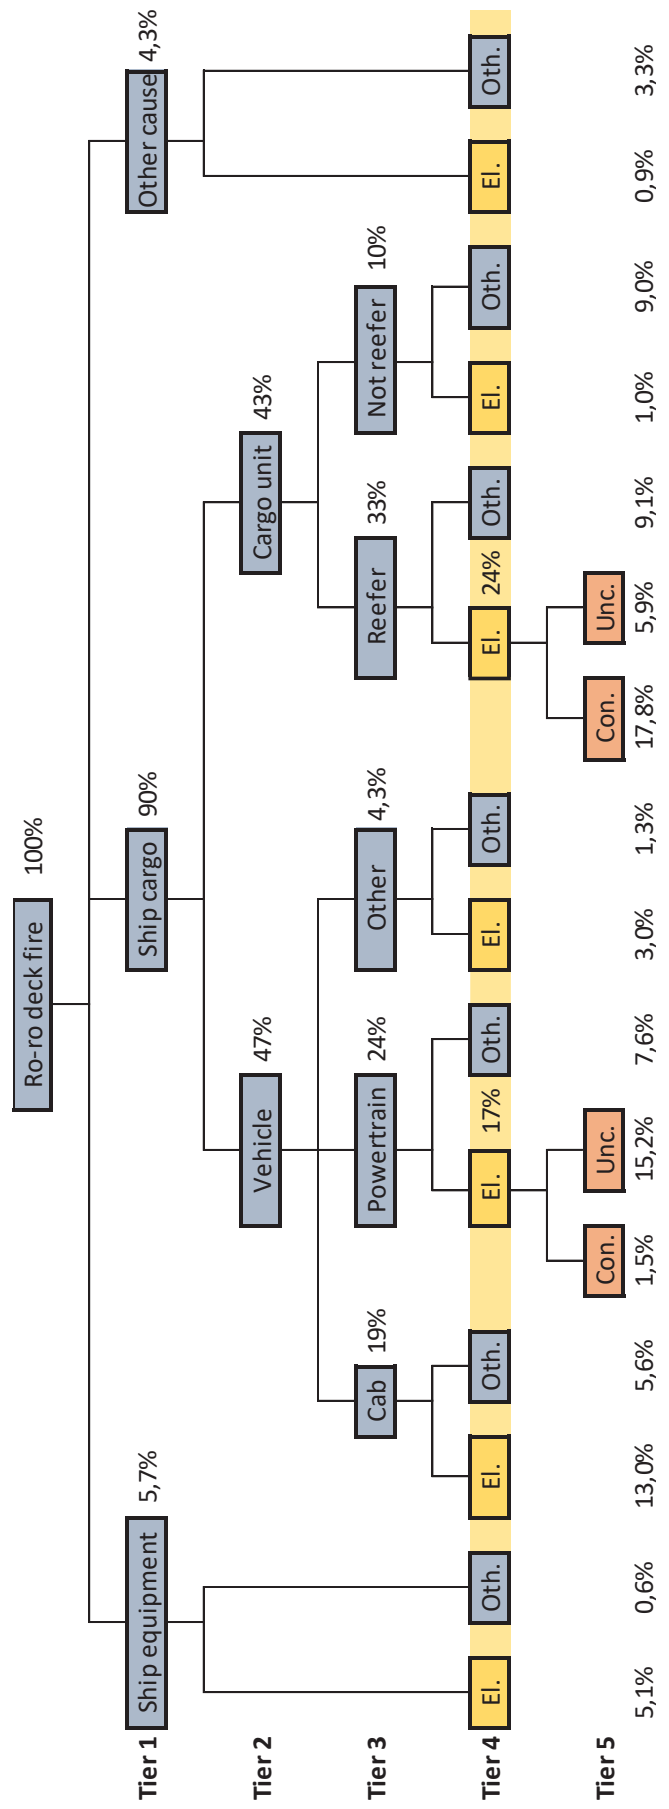 Ro-ro deck fire 100%
Tier 1 Ship equipment 5,7% Ship cargo 90% Other cause 4,3%
Tier 2 Vehicle 47% Cargo unit 43%
Tier 3 Cab 19% Powertrain 24% Other 4,3% Reefer 33% Not reefer 10%
Tier 4 El. Oth. El. Oth. El. 17% Oth. El. Oth. El. 24% Oth. El. Oth. El. Oth.
Tier 5 Con. Unc. Con. Unc.
5,1% 0,6% 13,0% 5,6% 1,5% 15,2% 7,6% 3,0% 1,3% 17,8% 5,9% 9,1% 1,0% 9,0% 0,9% 3,3%